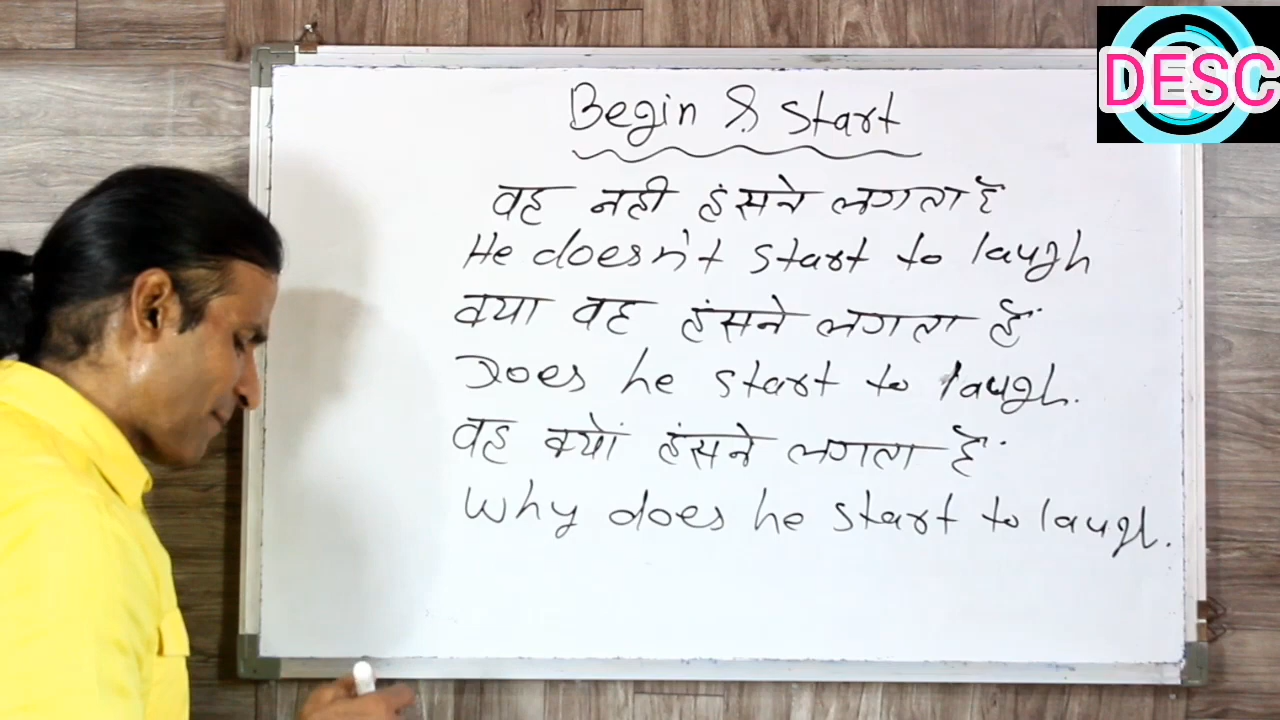 DESC
Begin & Start
वह नही हंसने लगता है
He doesn't start to laugh
क्या वह हंसने लगता है.
Does he start to laugh.
वह क्यों हंसने लगता है.
Why does he start to laugh.